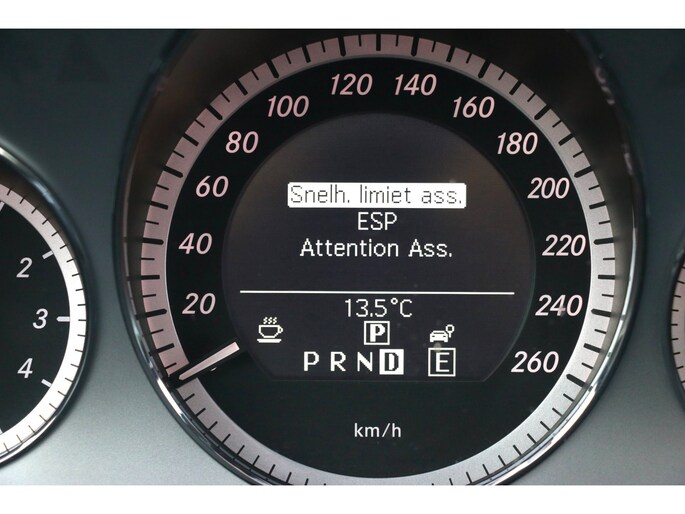 20
40
60
80
100
120
140
160
180
200
220
240
260
Snelh. limiet ass.
ESP
Attention Ass.
13.5°C
P
P R N D E
km/h
2
3
4